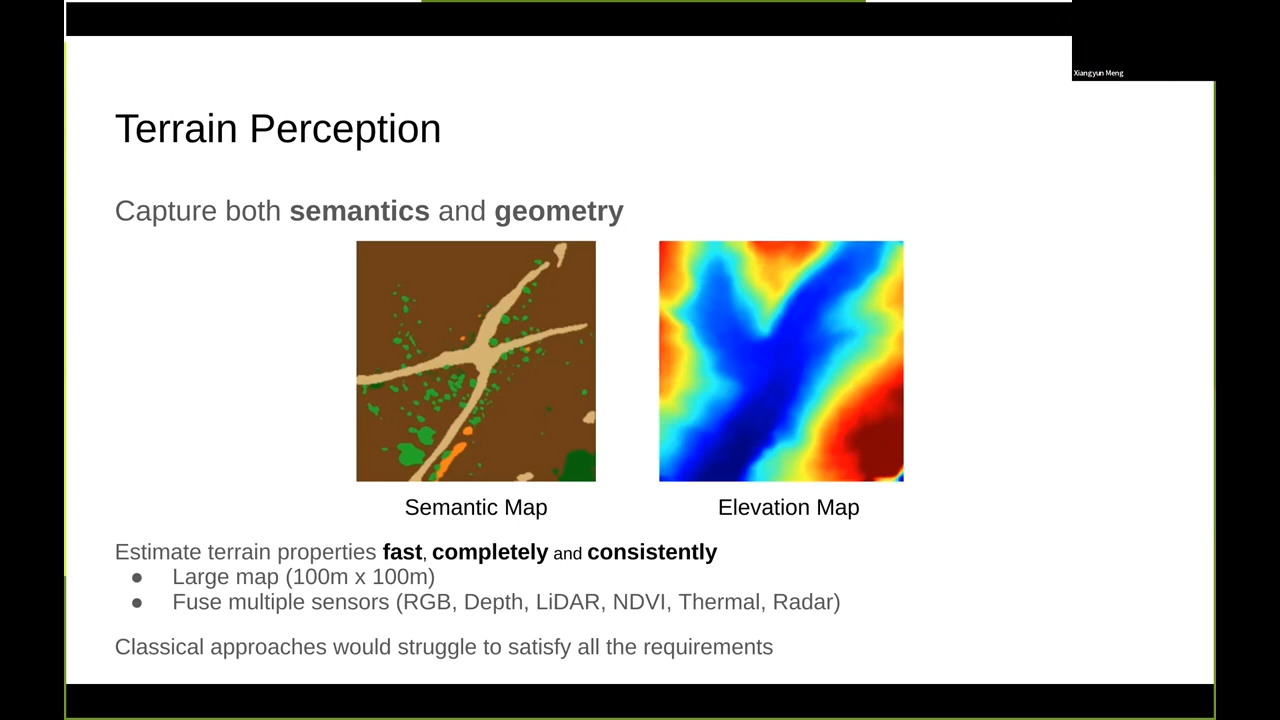 Xiangyun Meng
Terrain Perception
Capture both semantics and geometry
Semantic Map
Elevation Map
Estimate terrain properties fast, completely and consistently
● Large map (100m x 100m)
● Fuse multiple sensors (RGB, Depth, LiDAR, NDVI, Thermal, Radar)
Classical approaches would struggle to satisfy all the requirements